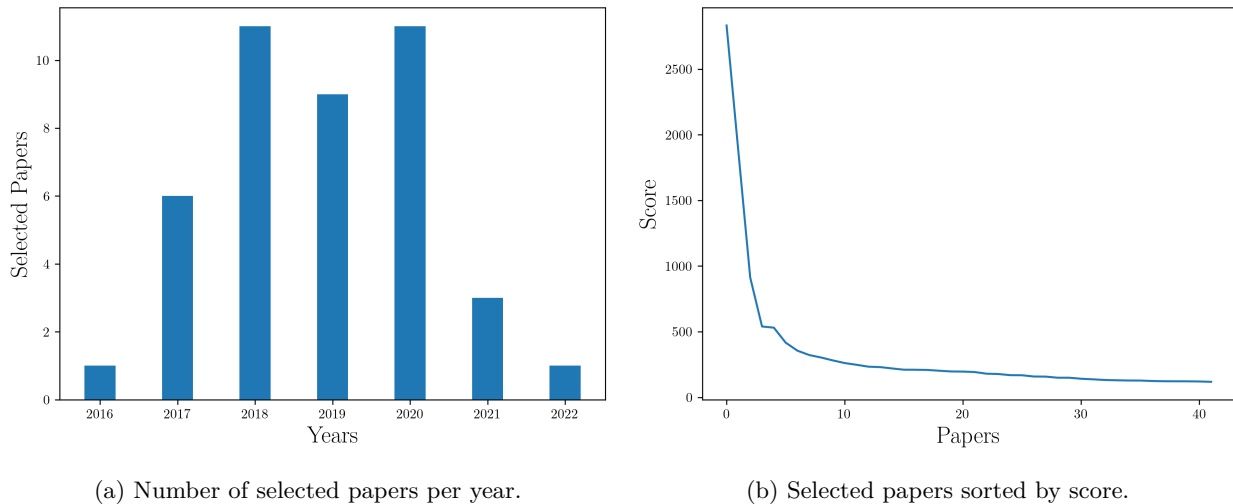 10
8
6
4
2
0
Selected Papers
2016 2017 2018 2019 2020 2021 2022
Years
(a) Number of selected papers per year.
2500
2000
1500
1000
500
0
Score
0 10 20 30 40
Papers
(b) Selected papers sorted by score.